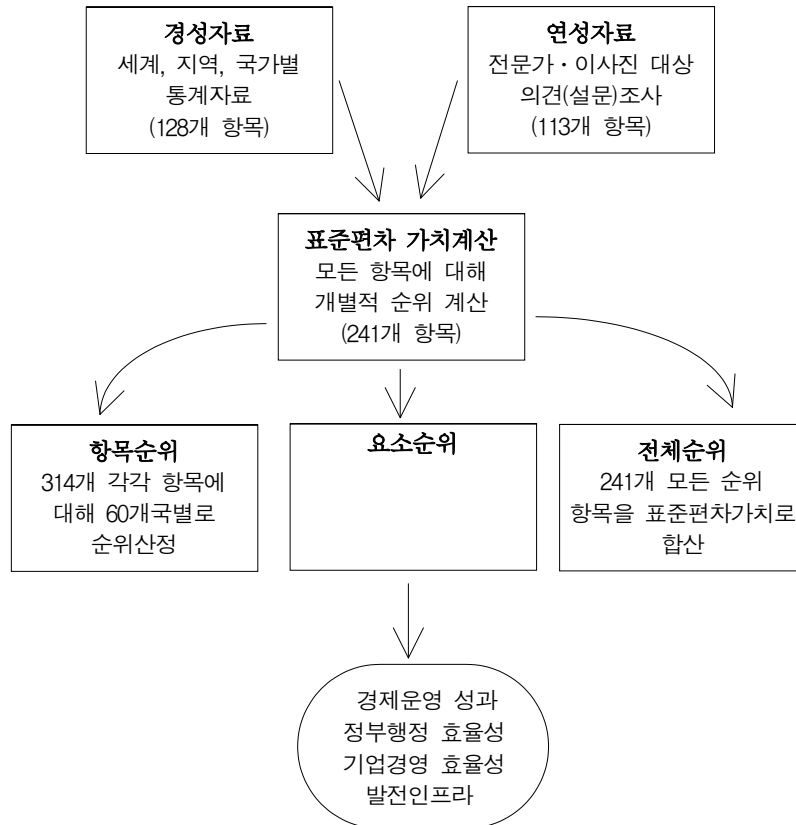 경성자료
세계, 지역, 국가별
통계자료
(128개 항목)
연성자료
전문가·이사진 대상
의견(설문)조사
(113개 항목)
표준편차 가치계산
모든 항목에 대해
개별적 순위 계산
(241개 항목)
항목순위
314개 각각 항목에
대해 60개국별로
순위산정
요소순위
전체순위
241개 모든 순위
항목을 표준편차가치로
합산
경제운영 성과
정부행정 효율성
기업경영 효율성
발전인프라